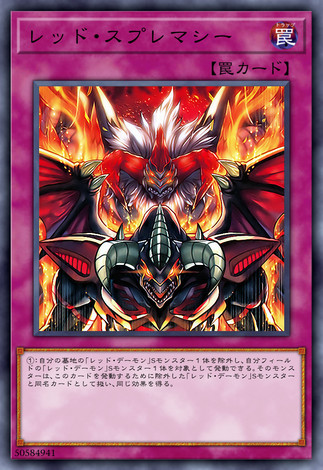 レッド・スプレマシー
トラップ
罠
【罠カード】
①：自分の墓地の「レッド・デーモン」Sモンスター１体を除外し、自分フィール
ドの「レッド・デーモン」Sモンスター１体を対象として発動できる。そのモンス
ターは、このカードを発動するために除外した「レッド・デーモン」Sモンスター
と同名カードとして扱い、同じ効果を得る。
50584941